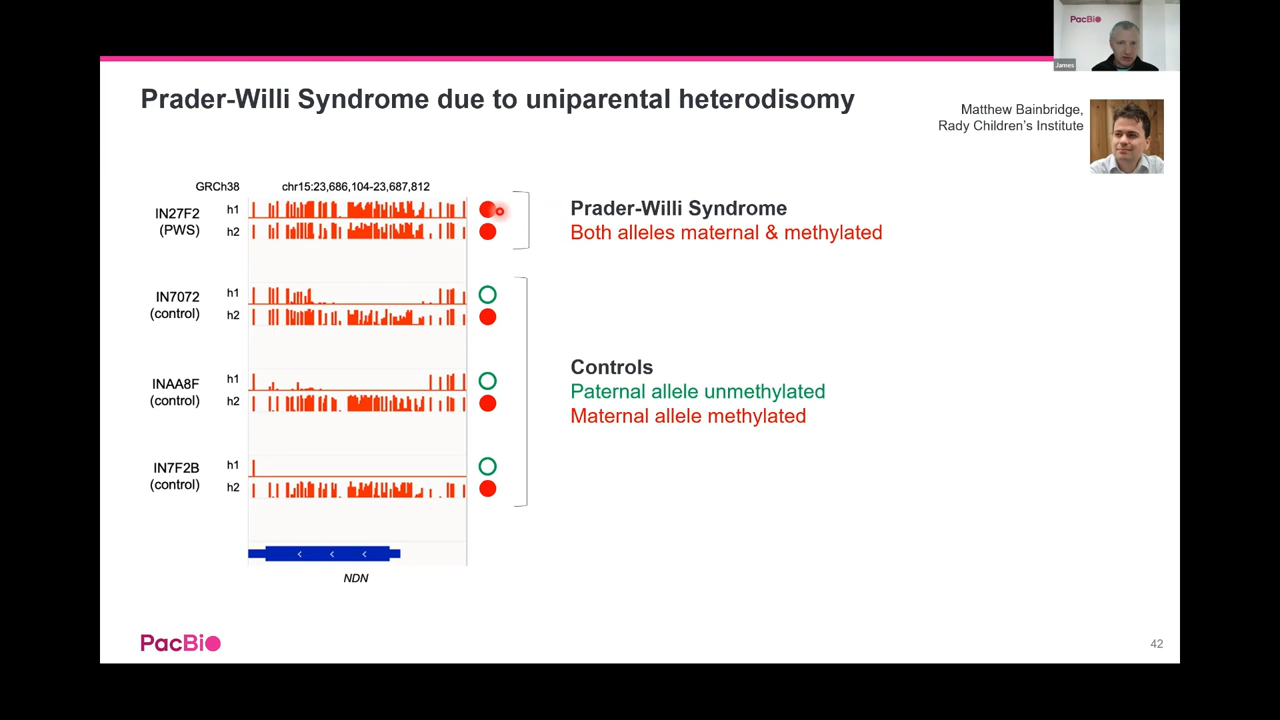 PacBio
James
Prader-Willi Syndrome due to uniparental heterodisomy
Matthew Bainbridge,
Rady Children's Institute
GRCh38 chr15:23,686,104-23,687,812
IN27F2
(PWS)
h1
h2
Prader-Willi Syndrome
Both alleles maternal & methylated
IN7072
(control)
h1
h2
INAA8F
(control)
h1
h2
Controls
Paternal allele unmethylated
Maternal allele methylated
IN7F2B
(control)
h1
h2
NDN
PacBio
42